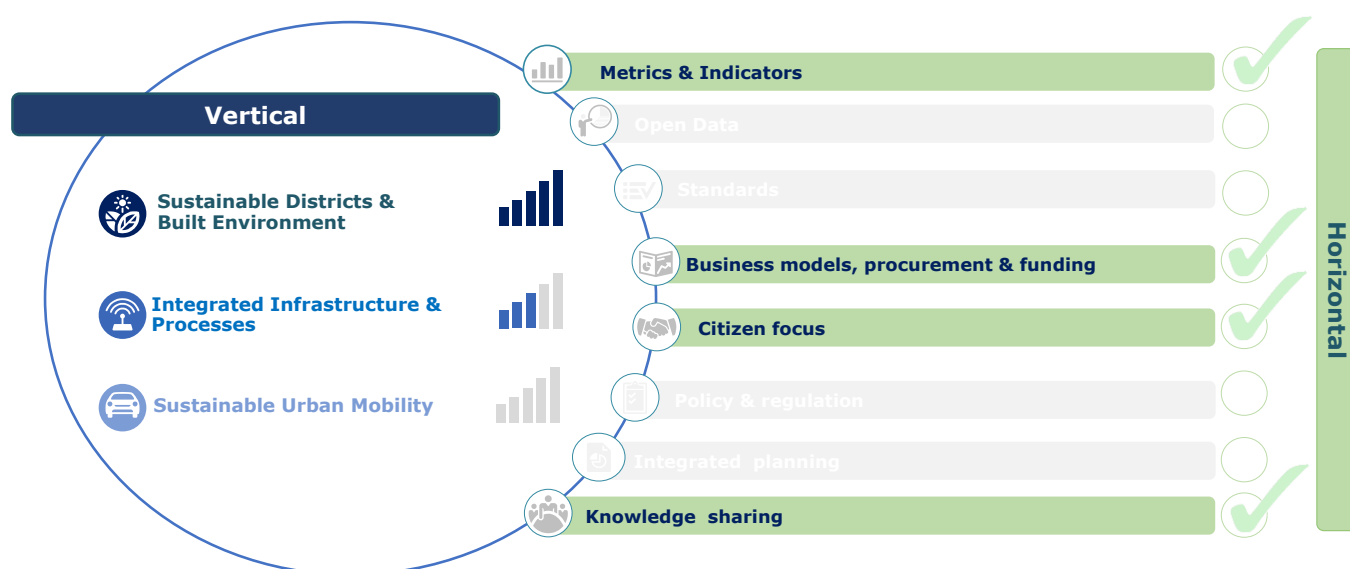 Vertical
Sustainable Districts &
Built Environment
Integrated Infrastructure &
Processes
Sustainable Urban Mobility
Metrics & Indicators
Open Data
Standards
Business models, procurement & funding
Citizen focus
Policy & regulation
Integrated planning
Knowledge sharing
Horizontal